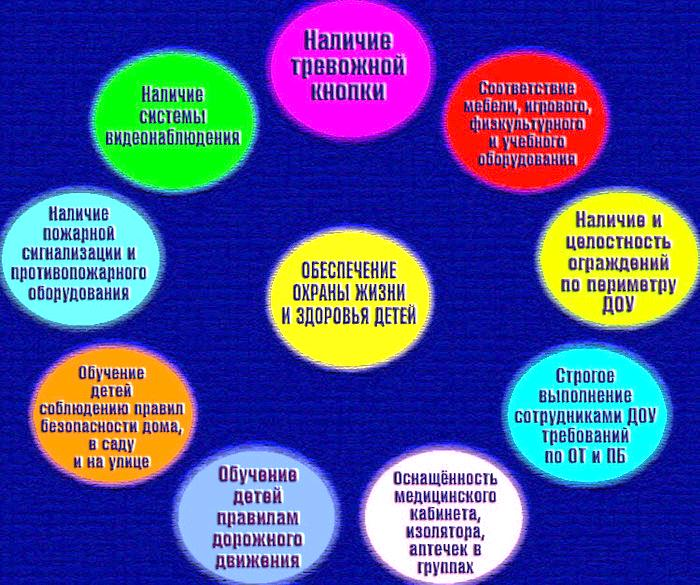 Наличие
тревожной
кнопки
Наличие
системы
видеонаблюдения
Соответствие
мебели, игрового,
физкультурного
и учебного
оборудования
Наличие
пожарной
сигнализации и
противопожарного
оборудования
Наличие и
целостность
ограждений
по периметру
ДОУ
ОБЕСПЕЧЕНИЕ
ОХРАНЫ ЖИЗНИ
И ЗДОРОВЬЯ ДЕТЕЙ
Обучение
детей
соблюдению правил
безопасности дома,
в саду
и на улице
Строгое
выполнение
сотрудниками ДОУ
требований
по ОТ и ПБ
Обучение
детей
правилам
дорожного
движения
Оснащённость
медицинского
кабинета,
изолятора,
аптечек в
группах